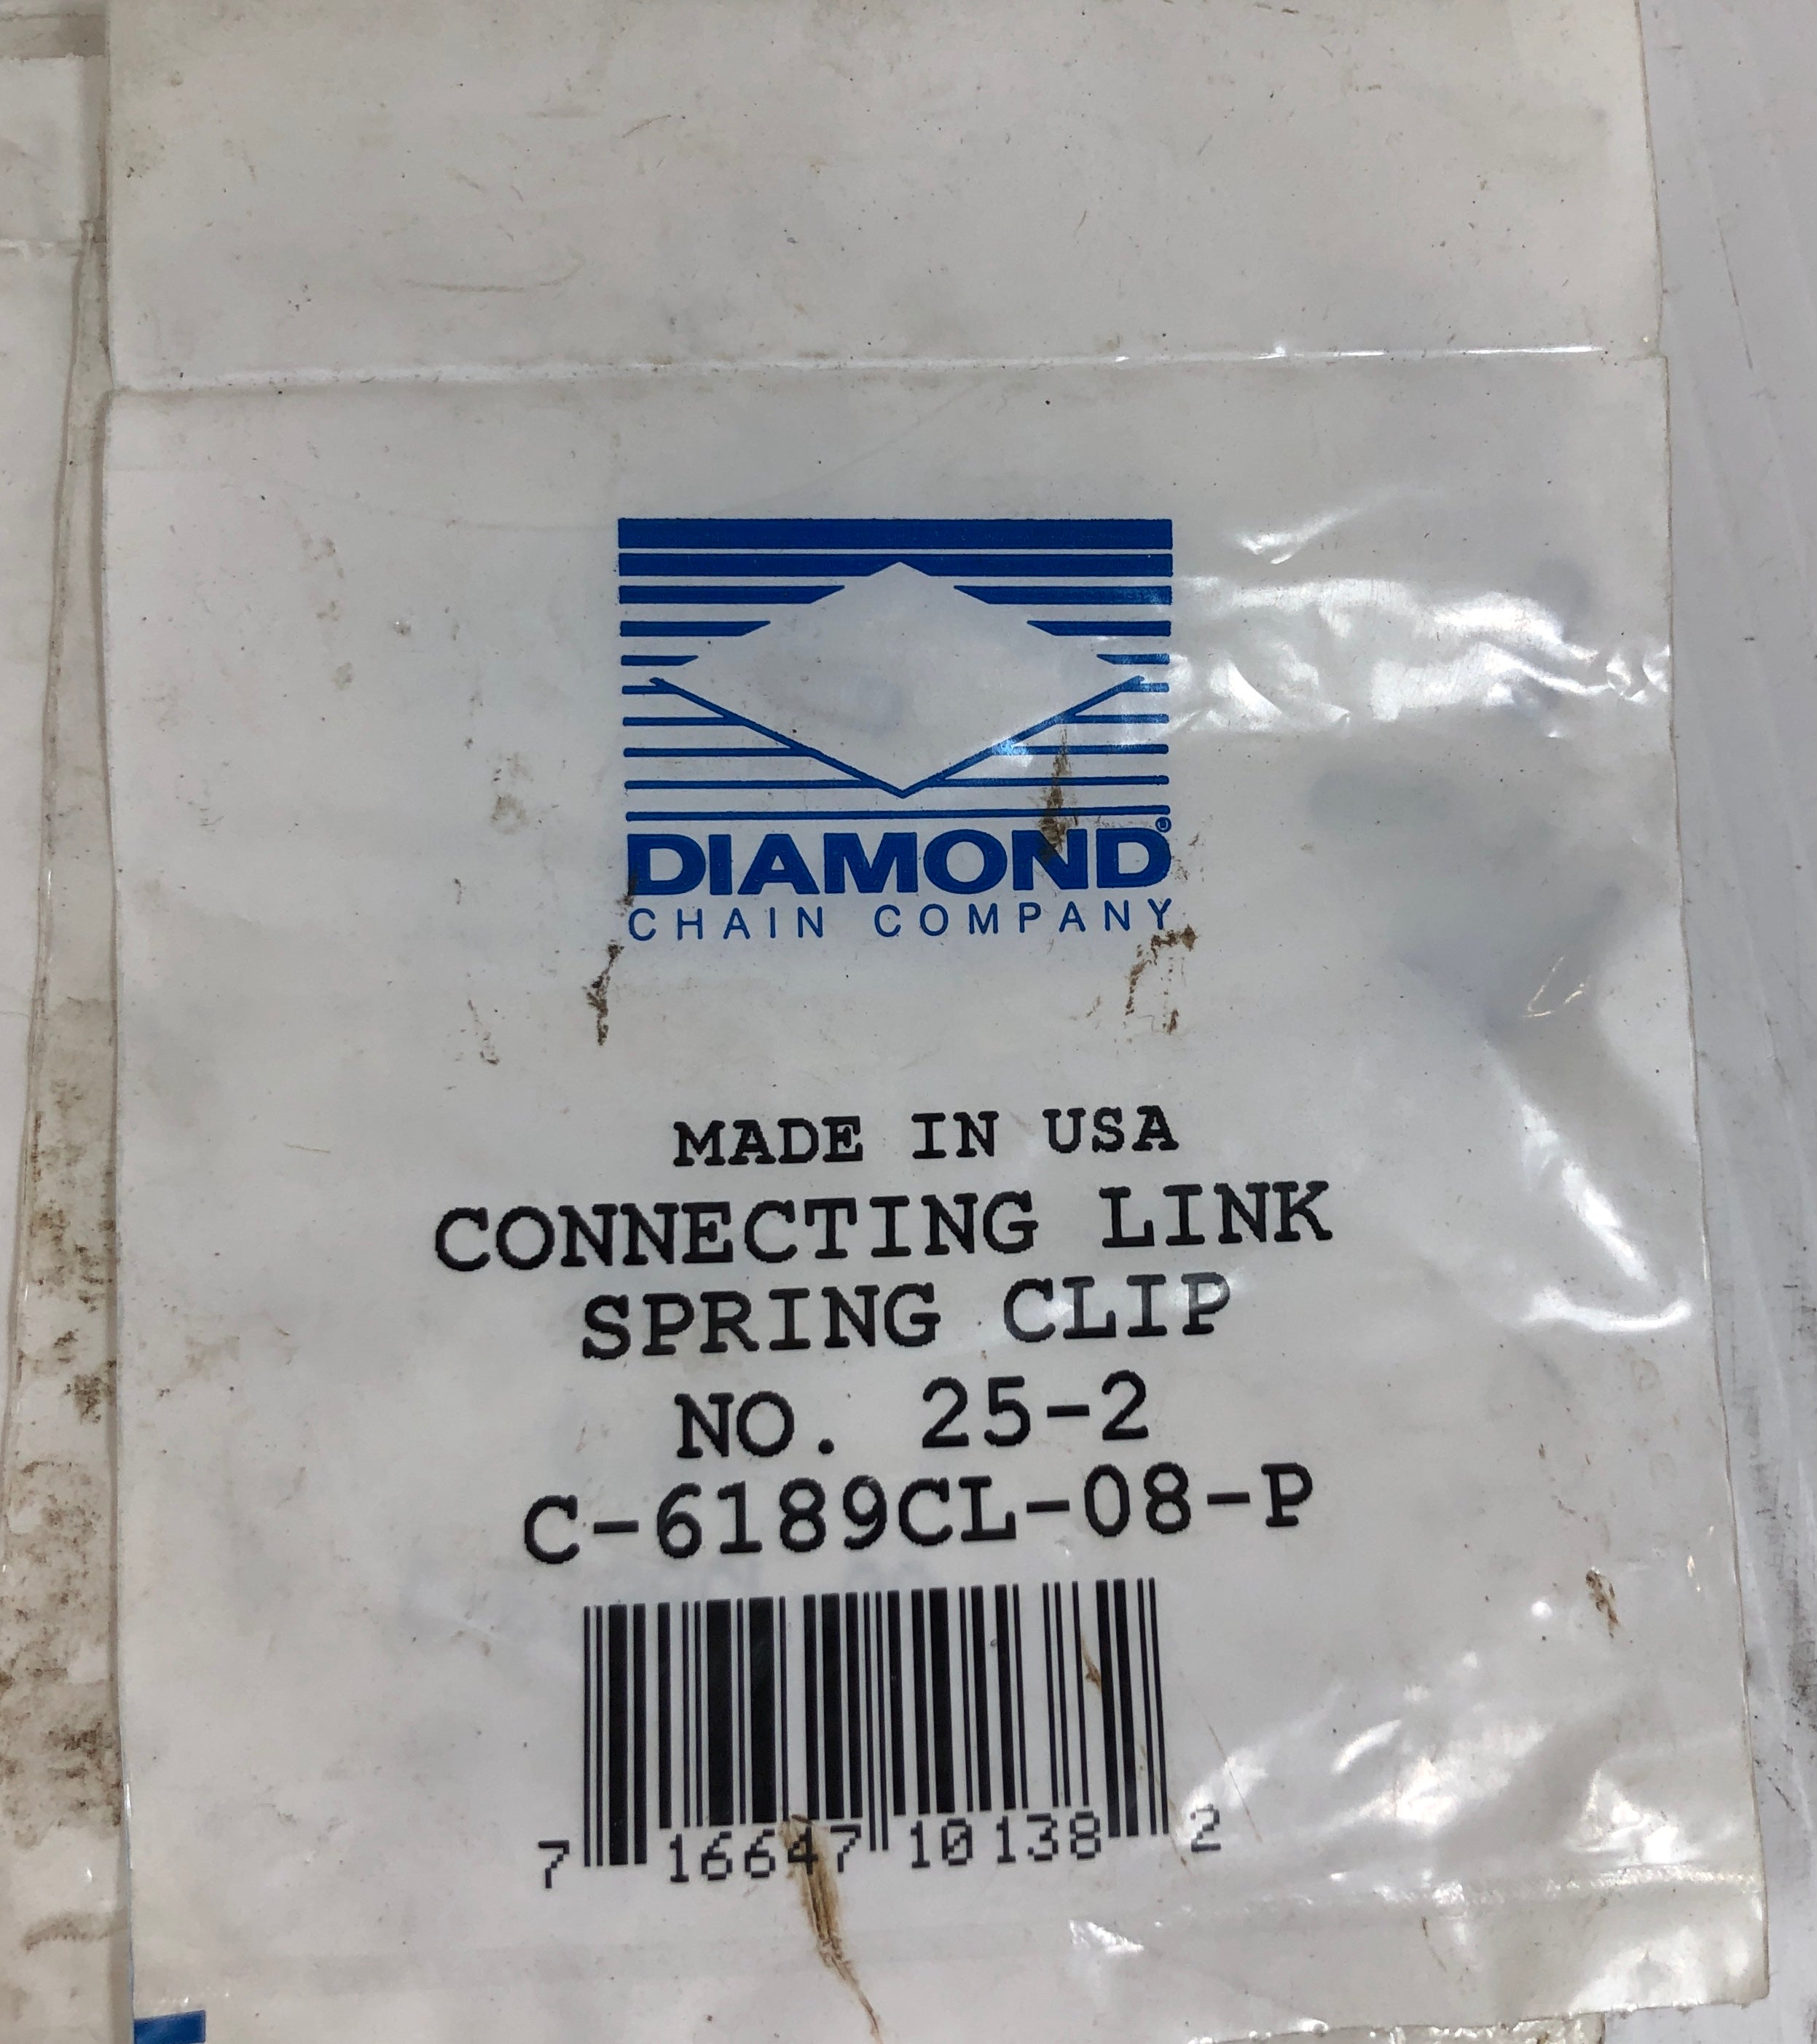 DIAMOND®
CHAIN COMPANY
MADE IN USA
CONNECTING LINK
SPRING CLIP
NO. 25-2
C-6189CL-08-P
7 16647 10138 2